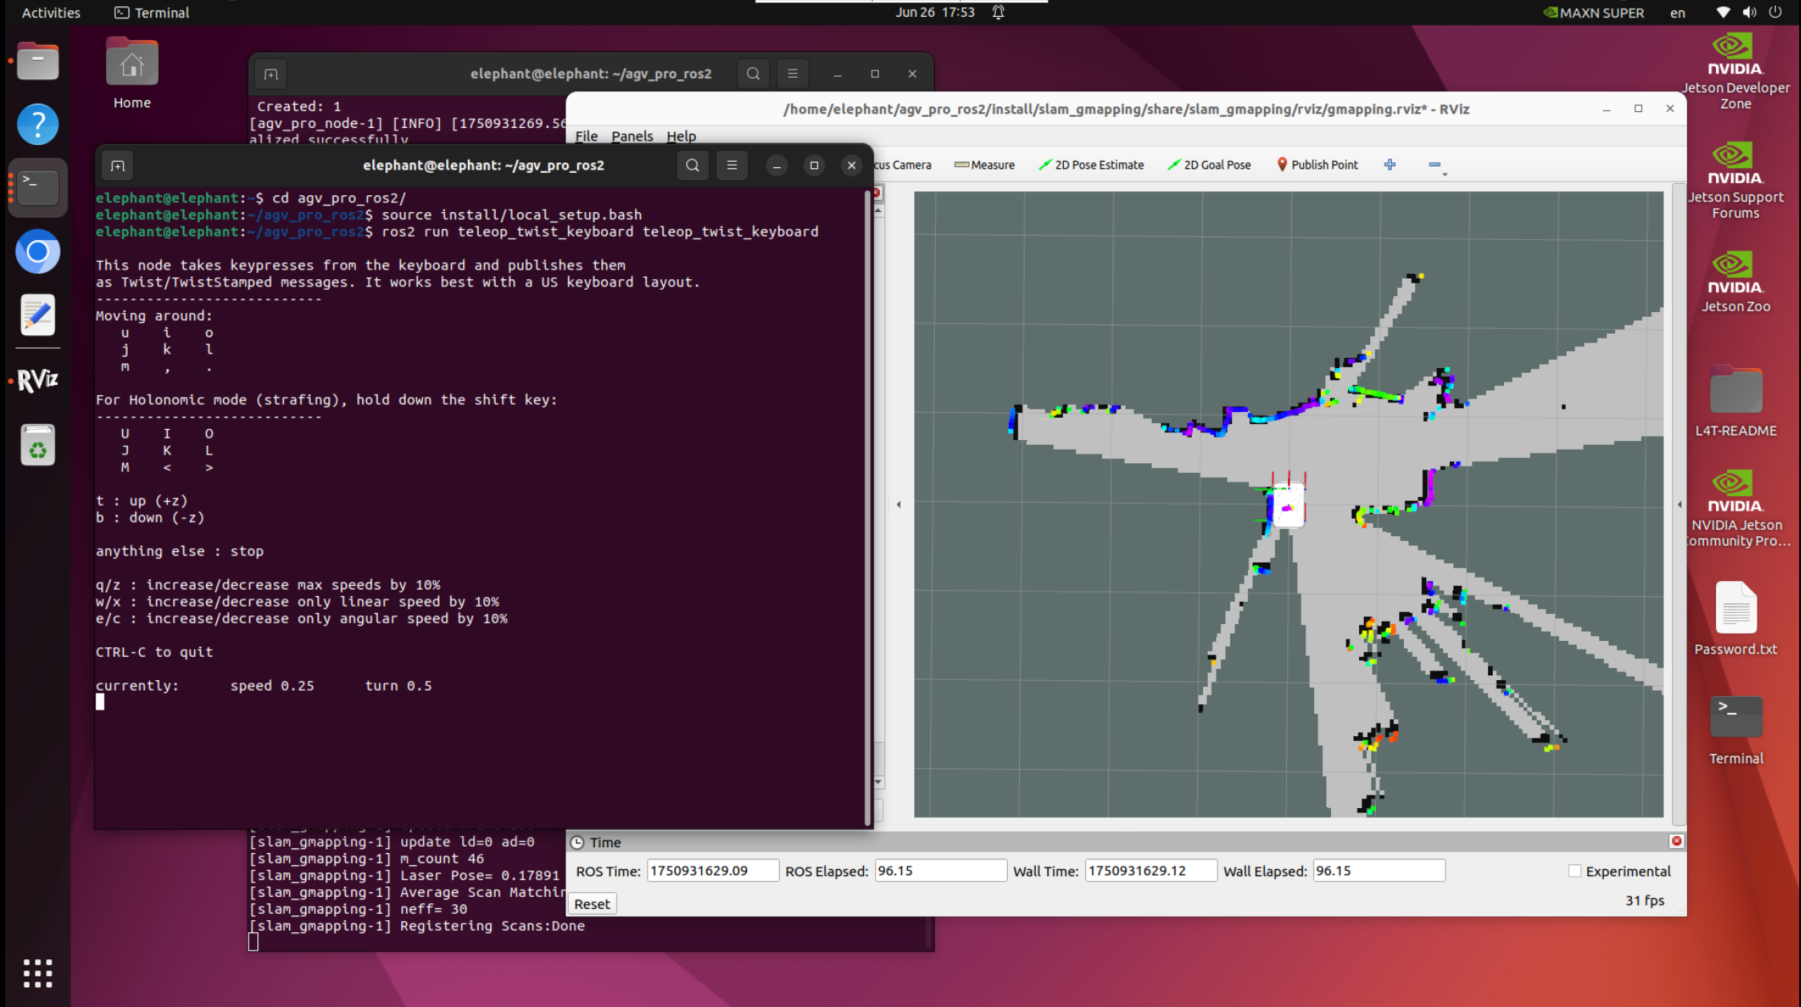 Activities
Terminal
Jun 26 17:53
MAXN SUPER
en
Home
elephant@elephant: ~/agv_pro_ros2
Created: 1
[agv_pro_node-1] [INFO] [1750931269.56
alized successfully
/home/elephant/agv_pro_ros2/install/slam_gmapping/share/slam_gmapping/rviz/gmapping.rviz* - RViz
File Panels Help
cus Camera
Measure
2D Pose Estimate
2D Goal Pose
Publish Point
elephant@elephant: ~/agv_pro_ros2
elephant@elephant:~$ cd agv_pro_ros2/
elephant@elephant:~/agv_pro_ros2$ source install/local_setup.bash
elephant@elephant:~/agv_pro_ros2$ ros2 run teleop_twist_keyboard teleop_twist_keyboard
This node takes keypresses from the keyboard and publishes them
as Twist/TwistStamped messages. It works best with a US keyboard layout.
---------------------------
Moving around:
u i o
j k l
m , .
For Holonomic mode (strafing), hold down the shift key:
---------------------------
U I O
J K L
M < >
t : up (+z)
b : down (-z)
anything else : stop
q/z : increase/decrease max speeds by 10%
w/x : increase/decrease only linear speed by 10%
e/c : increase/decrease only angular speed by 10%
CTRL-C to quit
currently: speed 0.25 turn 0.5
[slam_gmapping-1] update ld=0 ad=0
[slam_gmapping-1] m_count 46
[slam_gmapping-1] Laser Pose= 0.17891
[slam_gmapping-1] Average Scan Matchin
[slam_gmapping-1] neff= 30
[slam_gmapping-1] Registering Scans:Done
Time
ROS Time: 1750931629.09
ROS Elapsed: 96.15
Wall Time: 1750931629.12
Wall Elapsed: 96.15
Experimental
Reset
31 fps
RViz
NVIDIA.
Jetson Developer
Zone
NVIDIA.
Jetson Support
Forums
NVIDIA.
Jetson Zoo
L4T-README
NVIDIA.
NVIDIA Jetson
Community Pro...
Password.txt
Terminal